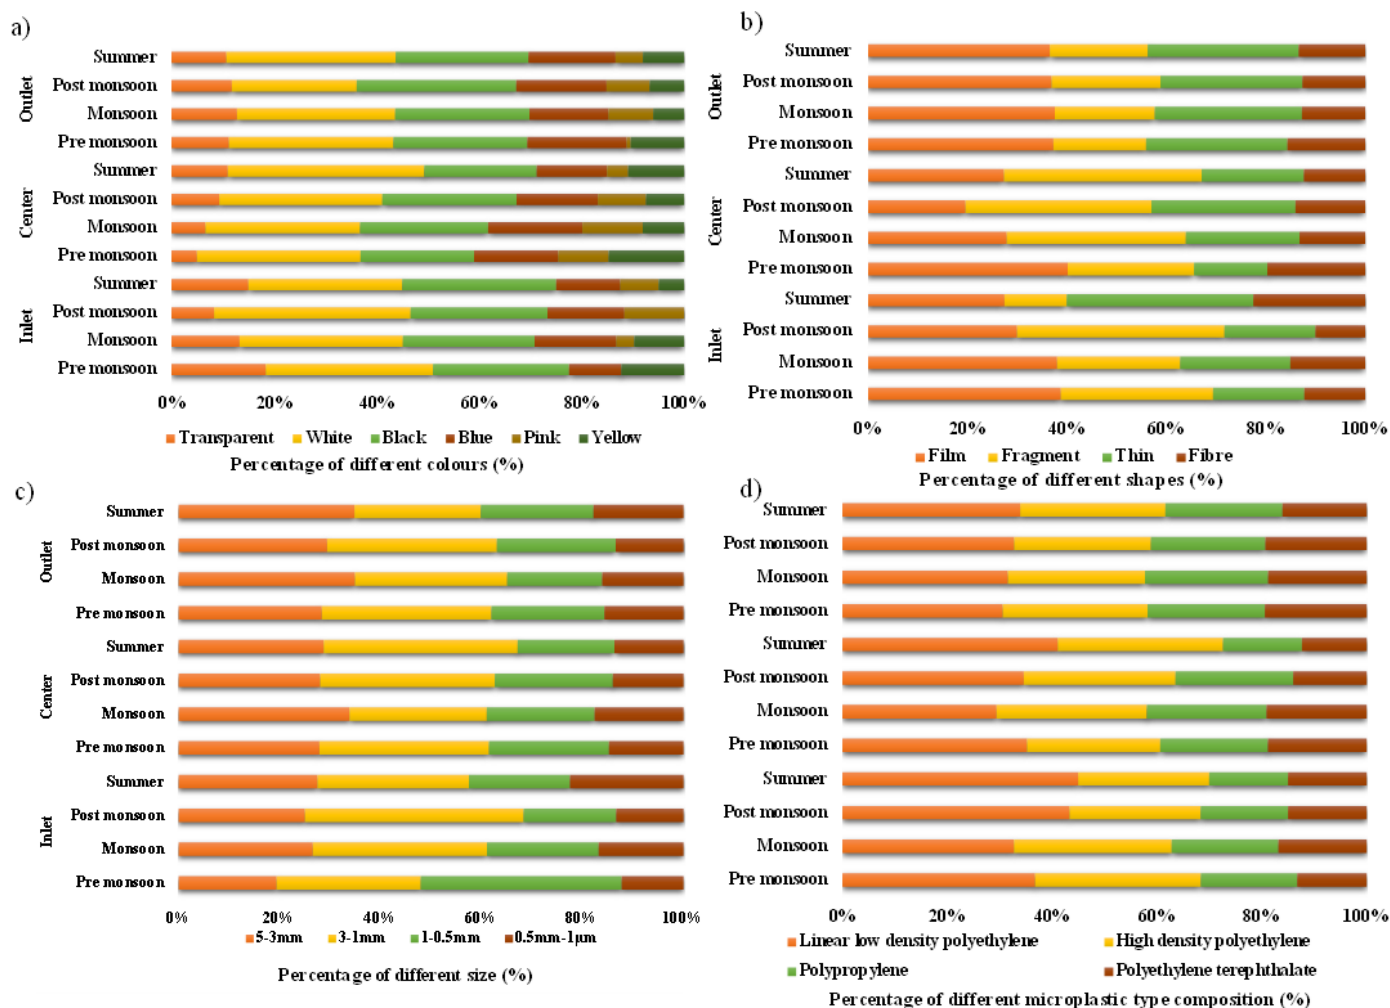 a)
Outlet
Summer
Post monsoon
Monsoon
Pre monsoon
Center
Summer
Post monsoon
Monsoon
Pre monsoon
Inlet
Summer
Post monsoon
Monsoon
Pre monsoon
0% 20% 40% 60% 80% 100%
Transparent White Black Blue Pink Yellow
Percentage of different colours (%)
b)
Outlet
Summer
Post monsoon
Monsoon
Pre monsoon
Center
Summer
Post monsoon
Monsoon
Pre monsoon
Inlet
Summer
Post monsoon
Monsoon
Pre monsoon
0% 20% 40% 60% 80% 100%
Film Fragment Thin Fibre
Percentage of different shapes (%)
c)
Outlet
Summer
Post monsoon
Monsoon
Pre monsoon
Center
Summer
Post monsoon
Monsoon
Pre monsoon
Inlet
Summer
Post monsoon
Monsoon
Pre monsoon
0% 20% 40% 60% 80% 100%
5-3mm 3-1mm 1-0.5mm 0.5mm-1μm
Percentage of different size (%)
d)
Summer
Post monsoon
Monsoon
Pre monsoon
Summer
Post monsoon
Monsoon
Pre monsoon
Summer
Post monsoon
Monsoon
Pre monsoon
0% 20% 40% 60% 80% 100%
Linear low density polyethylene High density polyethylene
Polypropylene Polyethylene terephthalate
Percentage of different microplastic type composition (%)